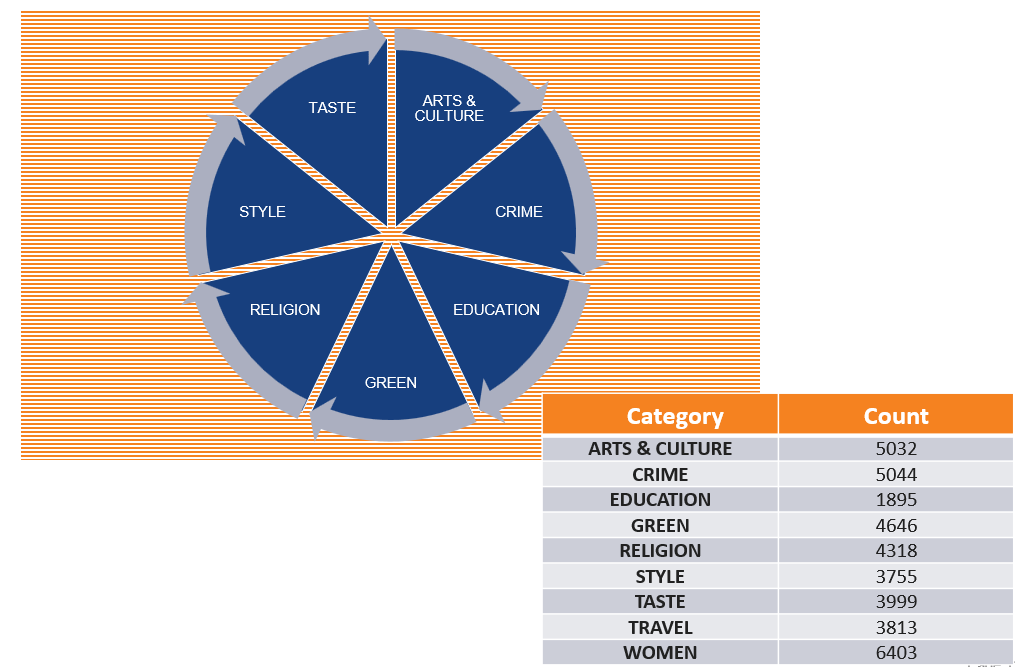 TASTE
ARTS &
CULTURE
STYLE
CRIME
RELIGION
EDUCATION
GREEN
Category Count
ARTS & CULTURE 5032
CRIME 5044
EDUCATION 1895
GREEN 4646
RELIGION 4318
STYLE 3755
TASTE 3999
TRAVEL 3813
WOMEN 6403